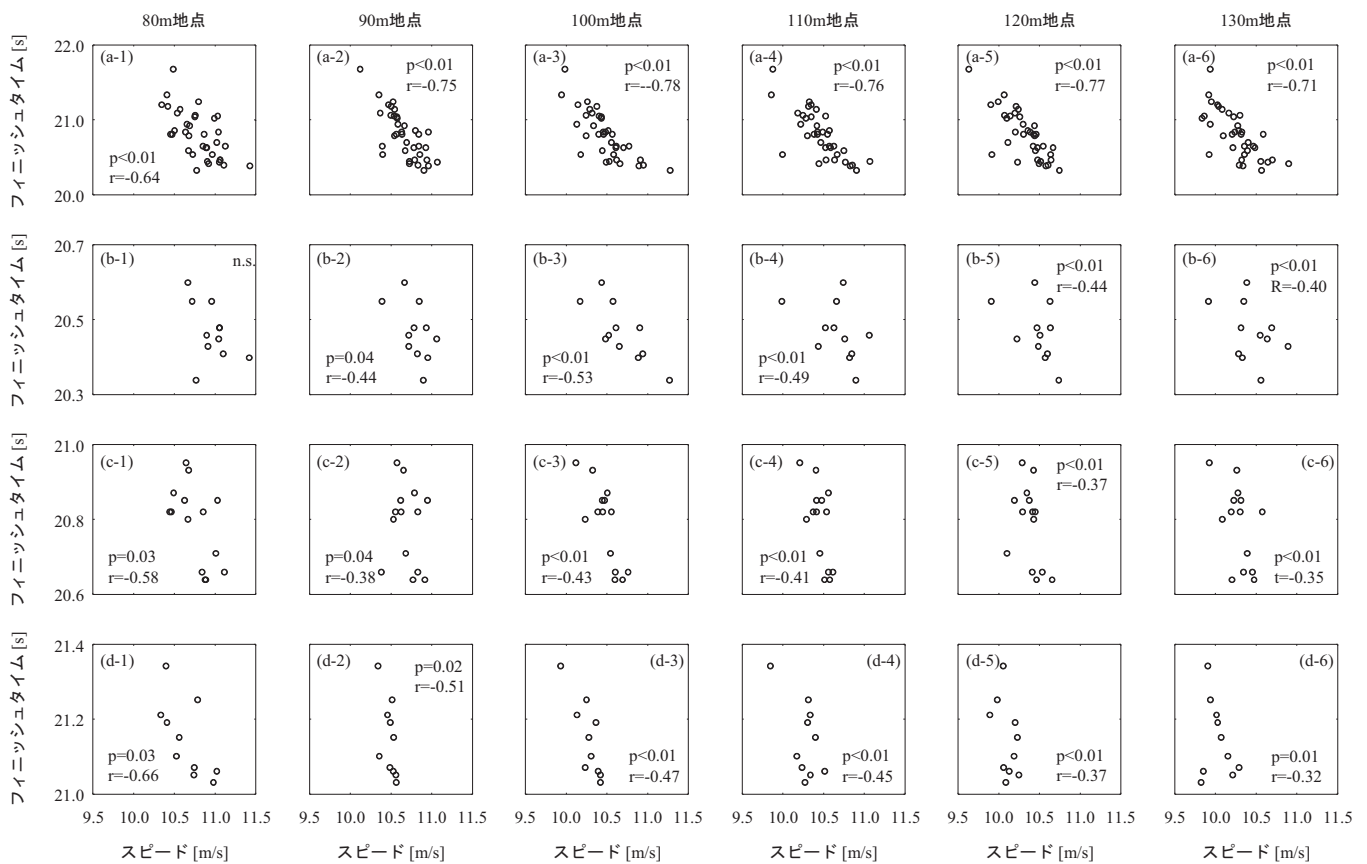 80m地点 90m地点 100m地点 110m地点 120m地点 130m地点
フィニッシュタイム [s]
22.0
21.0
20.0
(a-1)
p<0.01
r=-0.64
(a-2)
p<0.01
r=-0.75
(a-3)
p<0.01
r=--0.78
(a-4)
p<0.01
r=-0.76
(a-5)
p<0.01
r=-0.77
(a-6)
p<0.01
r=-0.71
フィニッシュタイム [s]
20.7
20.5
20.3
(b-1)
n.s.
(b-2)
p=0.04
r=-0.44
(b-3)
p<0.01
r=-0.53
(b-4)
p<0.01
r=-0.49
(b-5)
p<0.01
r=-0.44
(b-6)
p<0.01
R=-0.40
フィニッシュタイム [s]
21.0
20.8
20.6
(c-1)
p=0.03
r=-0.58
(c-2)
p=0.04
r=-0.38
(c-3)
p<0.01
r=-0.43
(c-4)
p<0.01
r=-0.41
(c-5)
p<0.01
r=-0.37
(c-6)
p<0.01
t=-0.35
フィニッシュタイム [s]
21.4
21.2
21.0
(d-1)
p=0.03
r=-0.66
(d-2)
p=0.02
r=-0.51
(d-3)
p<0.01
r=-0.47
(d-4)
p<0.01
r=-0.45
(d-5)
p<0.01
r=-0.37
(d-6)
p=0.01
r=-0.32
9.5 10.0 10.5 11.0 11.5
9.5 10.0 10.5 11.0 11.5
9.5 10.0 10.5 11.0 11.5
9.5 10.0 10.5 11.0 11.5
9.5 10.0 10.5 11.0 11.5
9.5 10.0 10.5 11.0 11.5
スピード [m/s] スピード [m/s] スピード [m/s] スピード [m/s] スピード [m/s] スピード [m/s]